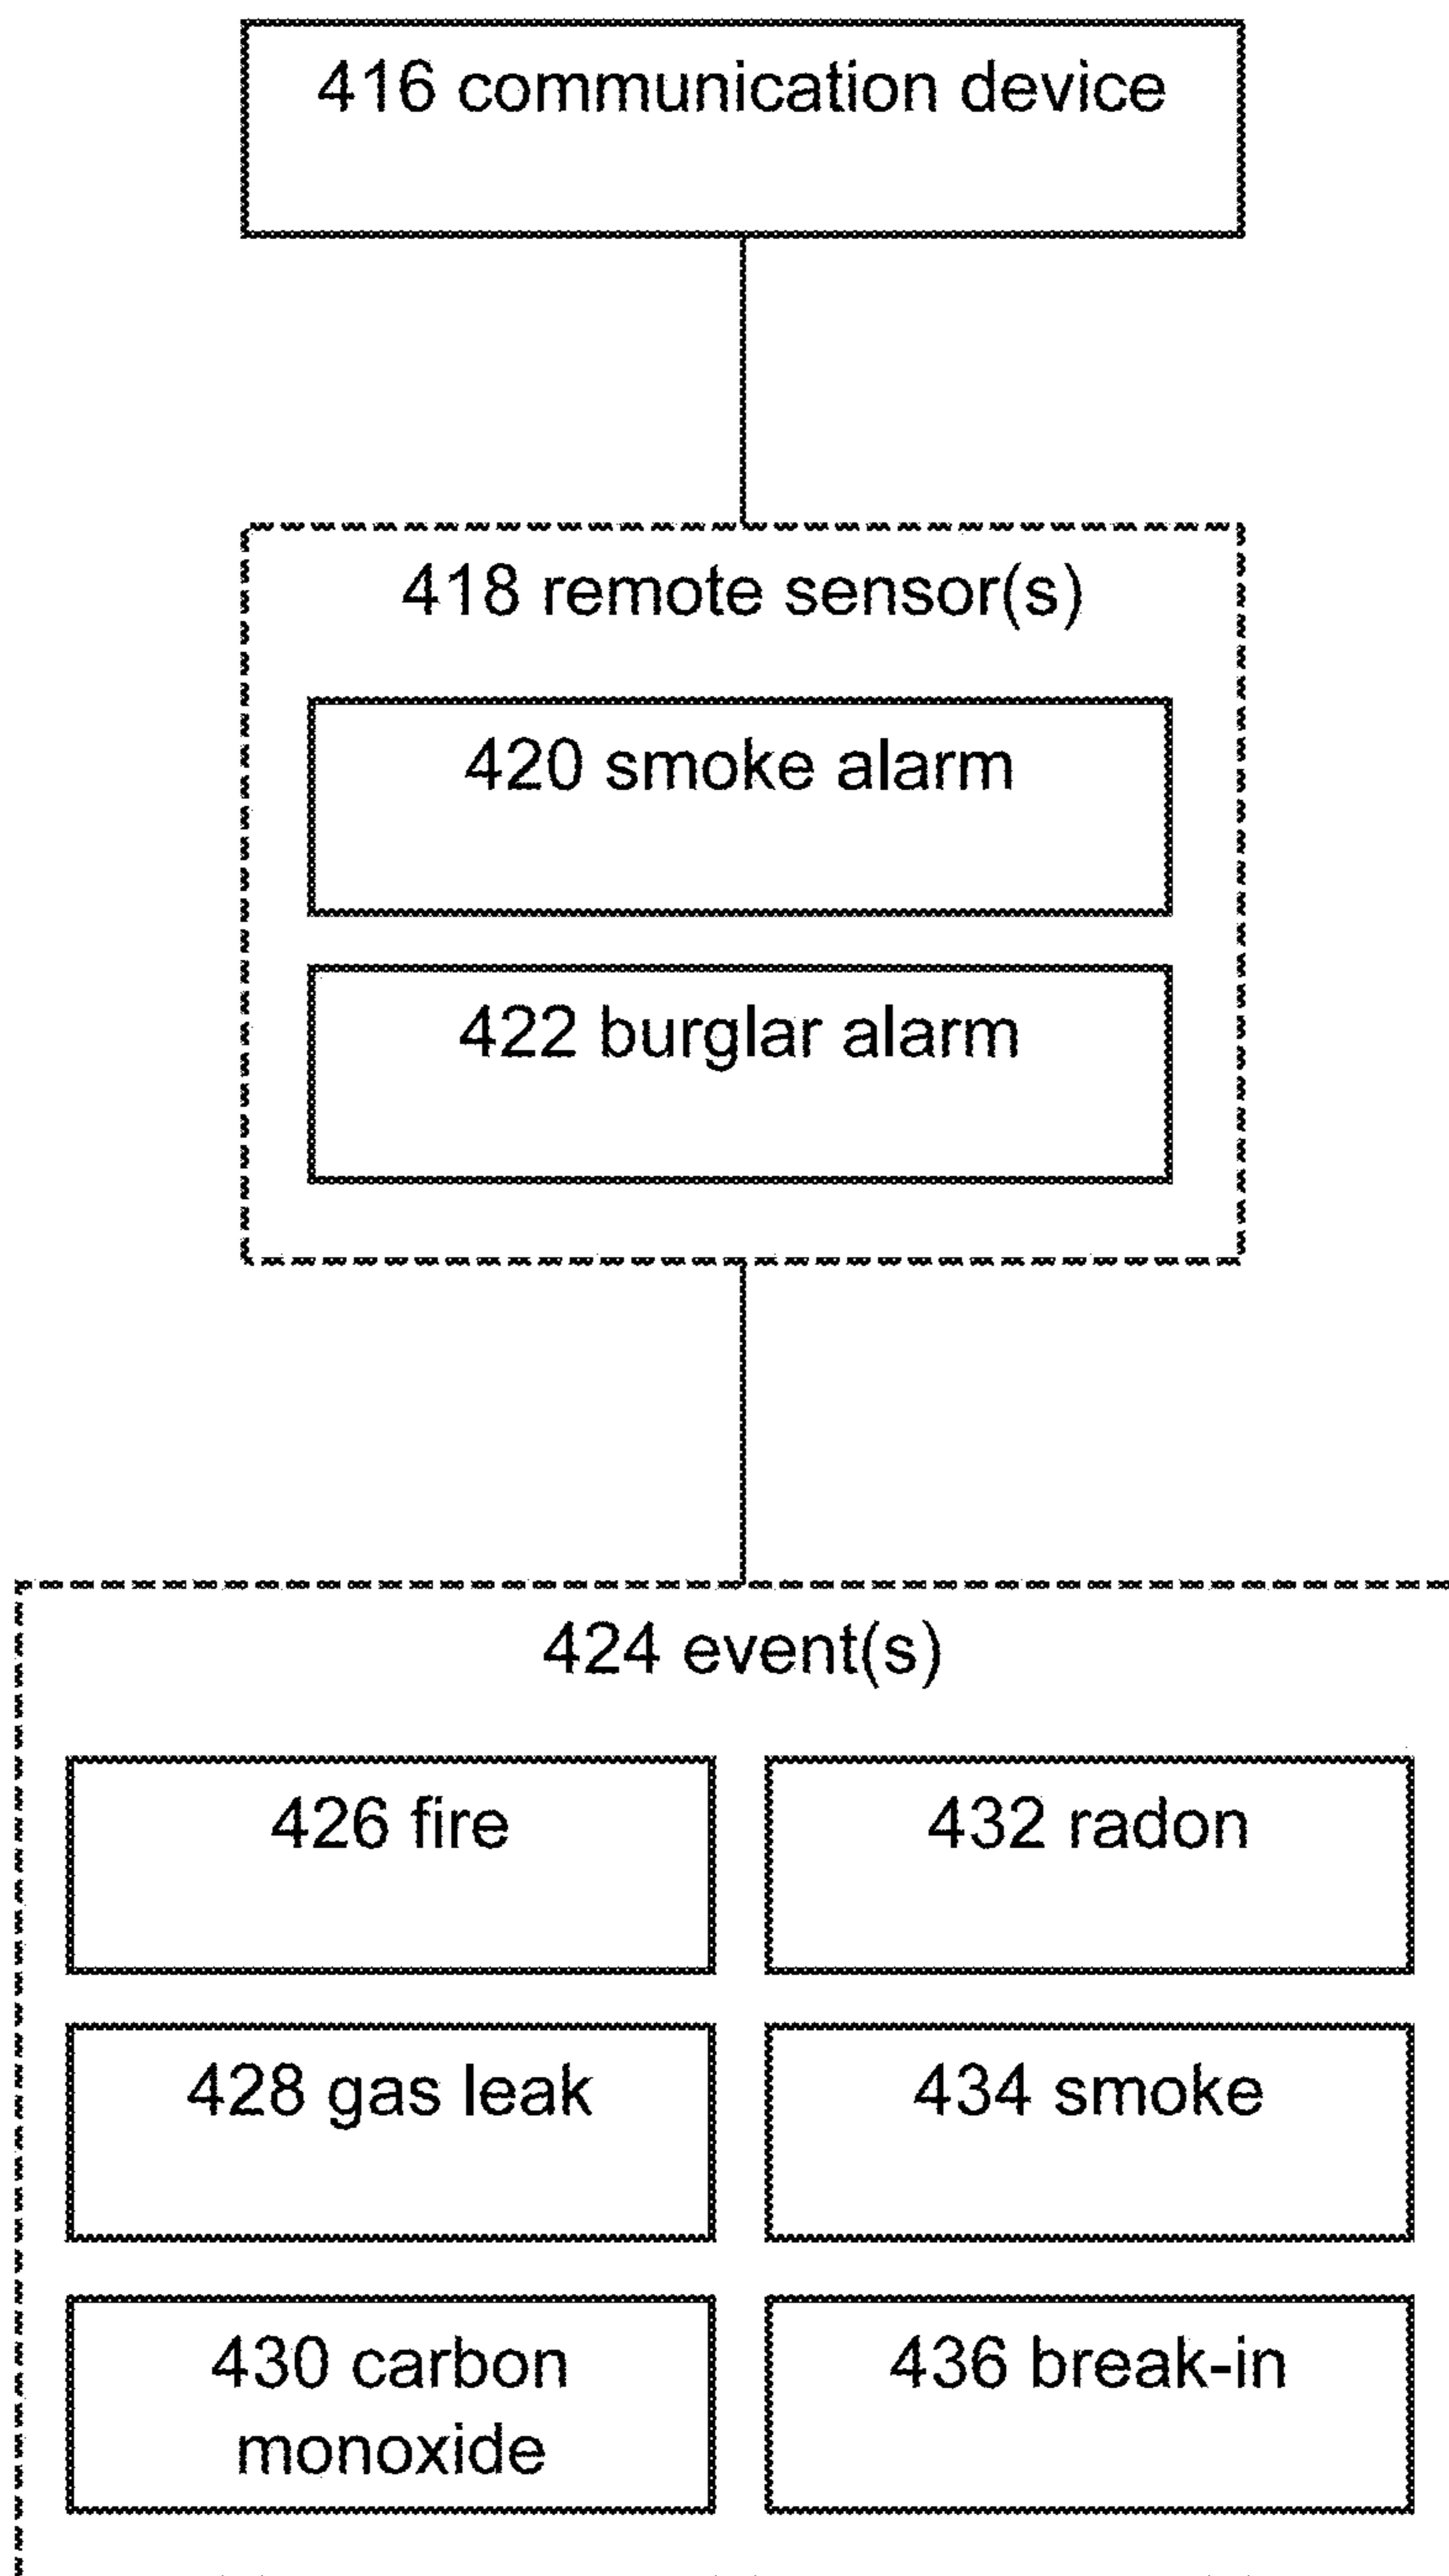 416 communication device
418 remote sensor(s)
420 smoke alarm
422 burglar alarm
424 event(s)
426 fire
432 radon
428 gas leak
434 smoke
430 carbon
monoxide
436 break-in